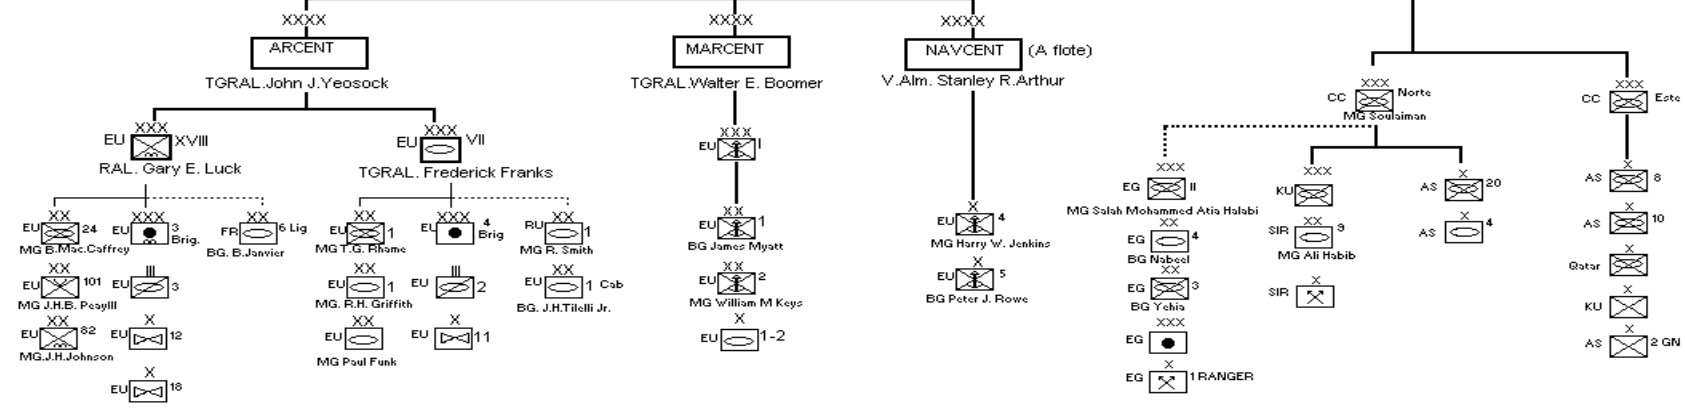 XXXX
ARCENT
TGRAL.John J.Yeosock
XXX
EU XVIII
RAL. Gary E. Luck
XX
EU 24
MG B.Mac.Caffrey
XX
EU 101
MG J.H.B. PeayIII
XX
EU 82
MG.J.H.Johnson
XXX
EU 3
Brig.
III
EU 3
X
EU 12
X
EU 18
XX
FR 6 Lig
BG. B.Janvier
XXX
EU VII
TGRAL. Frederick Franks
XX
EU 1
MG T.G. Rhame
XX
EU 1
MG. R.H. Griffith
XX
EU
MG Paul Funk
XXX
EU 4
Brig
III
EU 2
X
EU 11
XX
RU 1
MG R. Smith
XX
EU 1 Cab
BG. J.H.Tilelli Jr.
XXXX
MARCENT
TGRAL.Walter E. Boomer
XXX
EU I
XX
EU 1
BG James Myatt
XX
EU 2
MG William M Keys
X
EU 1-2
XXXX
NAVCENT (A flote)
V.Alm. Stanley R.Arthur
X
EU 4
MG Harry W. Jenkins
X
EU 5
BG Peter J. Rowe
XXX
CC Norte
MG Soulaiman
XXX
EG II
MG Salah Mohammed Atia Halabi
XX
EG 4
BG Nabeel
XX
EG 3
BG Yehia
XXX
EG
X
EG 1 RANGER
XXX
KU
XX
SIR 9
MG Ali Habib
X
SIR
X
AS 20
X
AS 4
XXX
CC Este
X
AS 8
X
AS 10
X
Qatar
X
KU
X
AS 2 GN